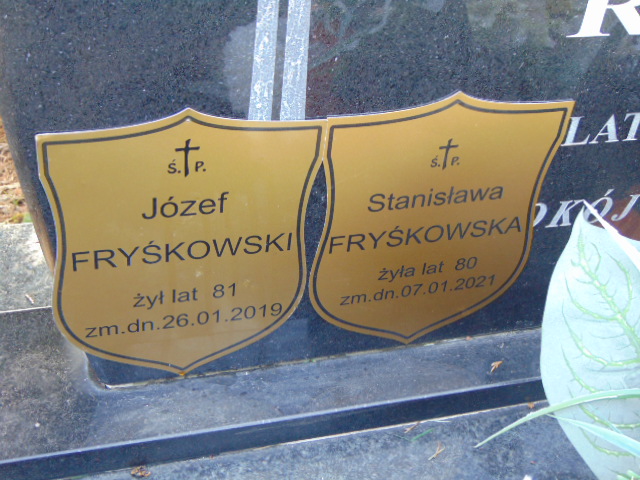 Ś. P.
Józef
FRYŚKOWSKI
żył lat 81
zm.dn.26.01.2019
Ś. P.
Stanisława
FRYŚKOWSKA
żyła lat 80
zm.dn.07.01.2021
R
LAT